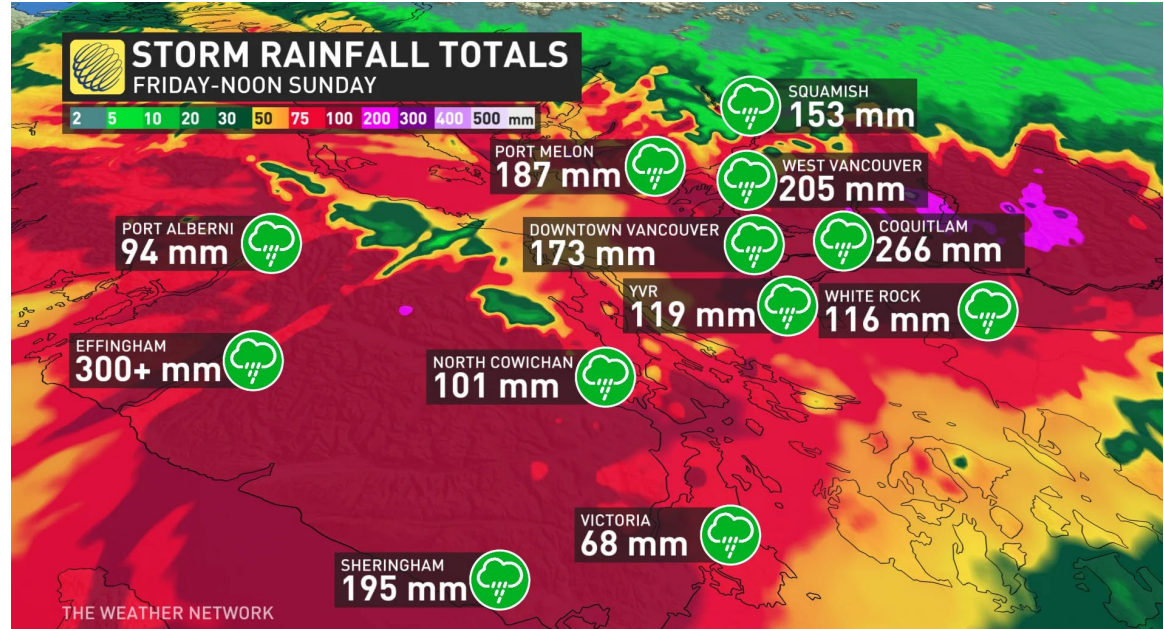 STORM RAINFALL TOTALS
FRIDAY-NOON SUNDAY
2 5 10 20 30 50 75 100 200 300 400 500 mm
SQUAMISH
153 mm
PORT MELON
187 mm
WEST VANCOUVER
205 mm
PORT ALBERNI
94 mm
DOWNTOWN VANCOUVER
173 mm
COQUITLAM
266 mm
YVR
119 mm
WHITE ROCK
116 mm
EFFINGHAM
300+ mm
NORTH COWICHAN
101 mm
VICTORIA
68 mm
SHERINGHAM
195 mm
THE WEATHER NETWORK